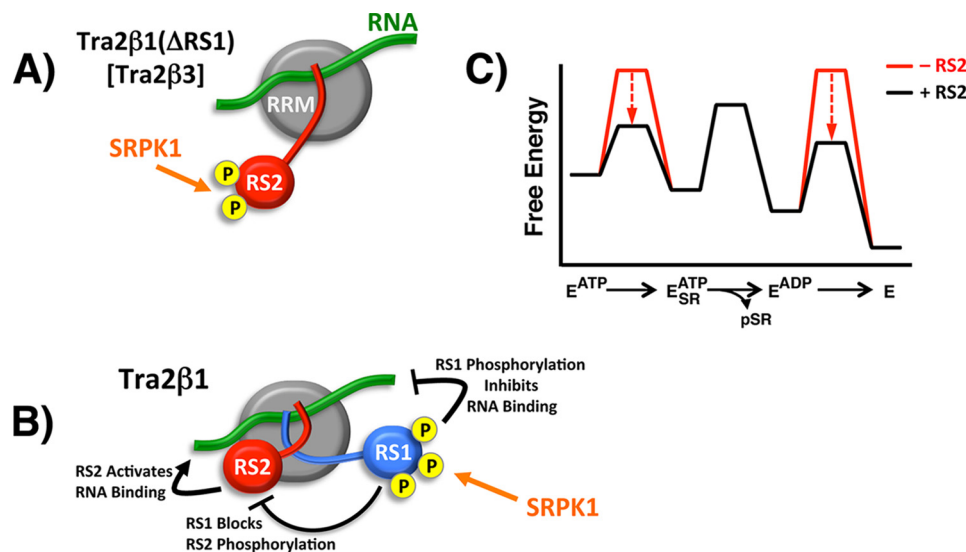 A)
Tra2β1(ΔRS1)
[Tra2β3]
RNA
RRM
SRPK1
P
P
RS2
B)
Tra2β1
RS1 Phosphorylation
Inhibits
RNA Binding
RS2
RS1
P
P
P
RS2 Activates
RNA Binding
RS1 Blocks
RS2 Phosphorylation
SRPK1
C)
– RS2
+ RS2
Free Energy
E^ATP E^ATP_SR E^ADP E
pSR